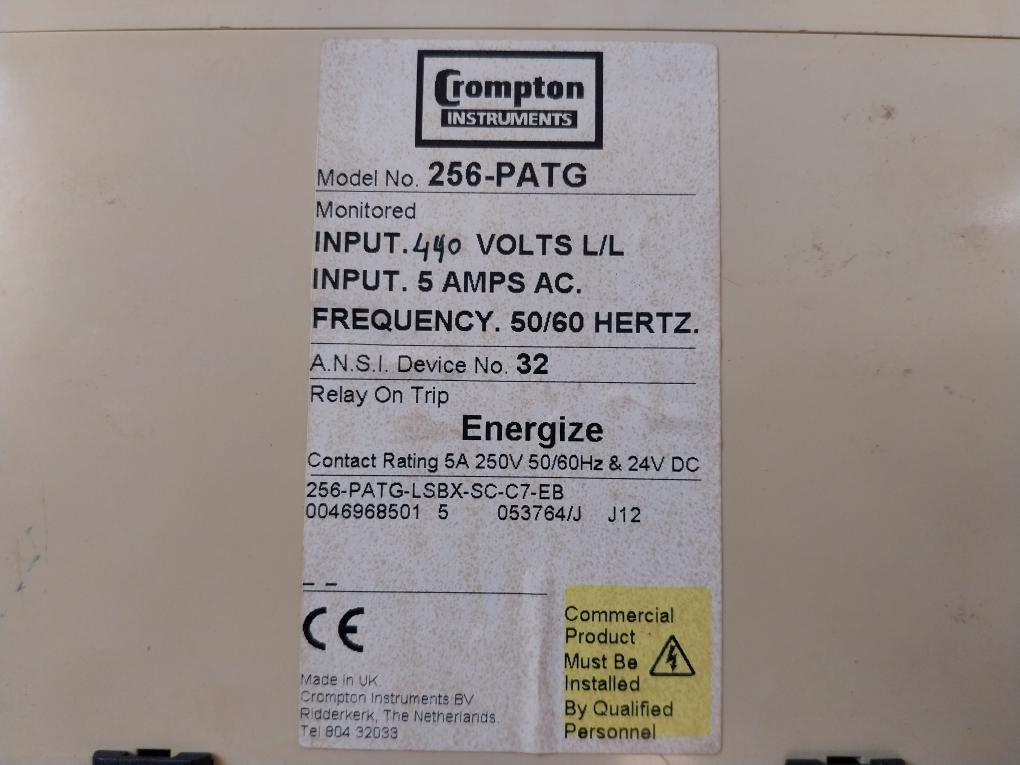 Crompton
INSTRUMENTS
Model No. 256-PATG
Monitored
INPUT. 440 VOLTS L/L
INPUT. 5 AMPS AC.
FREQUENCY. 50/60 HERTZ.
A.N.S.I. Device No. 32
Relay On Trip
Energize
Contact Rating 5A 250V 50/60Hz & 24V DC
256-PATG-LSBX-SC-C7-EB
0046968501 5 053764/J J12
– –
CE
Made in UK
Crompton Instruments BV
Ridderkerk, The Netherlands.
Tel 804 32033
Commercial
Product
Must Be
Installed
By Qualified
Personnel